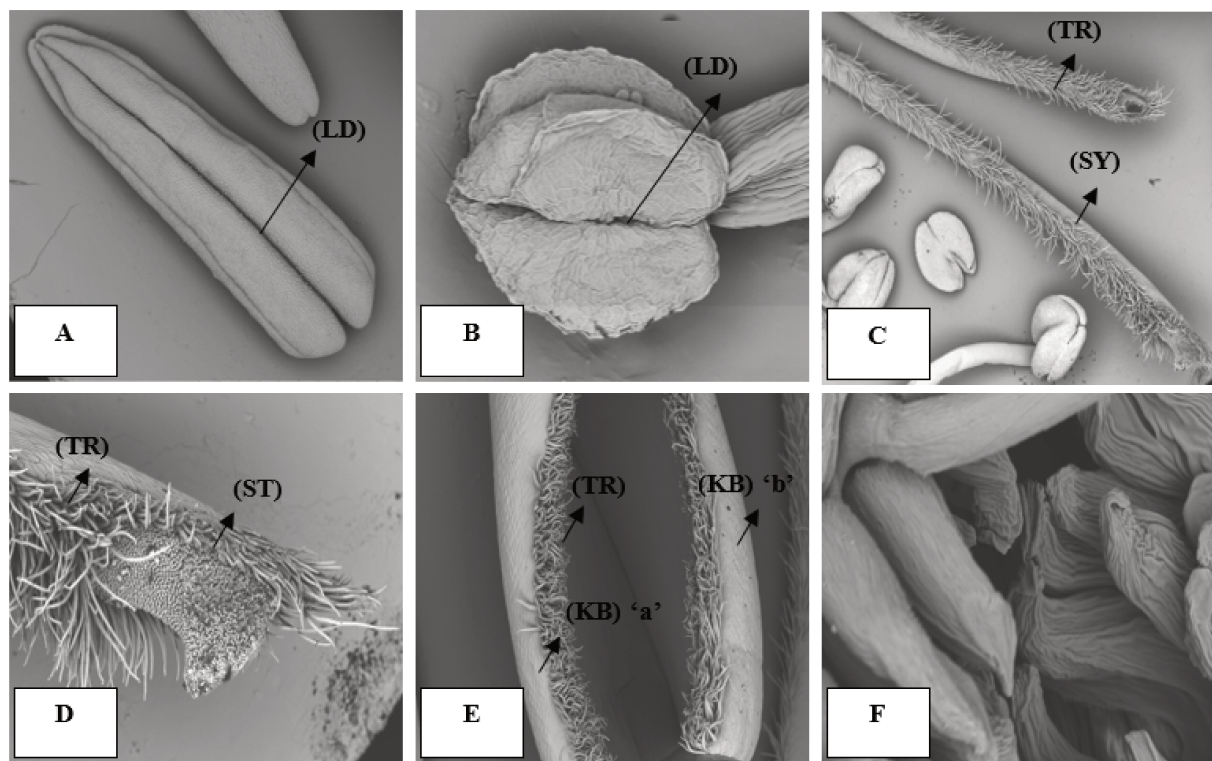 (LD)
A
(LD)
B
(TR)
(SY)
C
(TR)
(ST)
D
(TR)
(KB) ‘b’
(KB) ‘a’
E
F